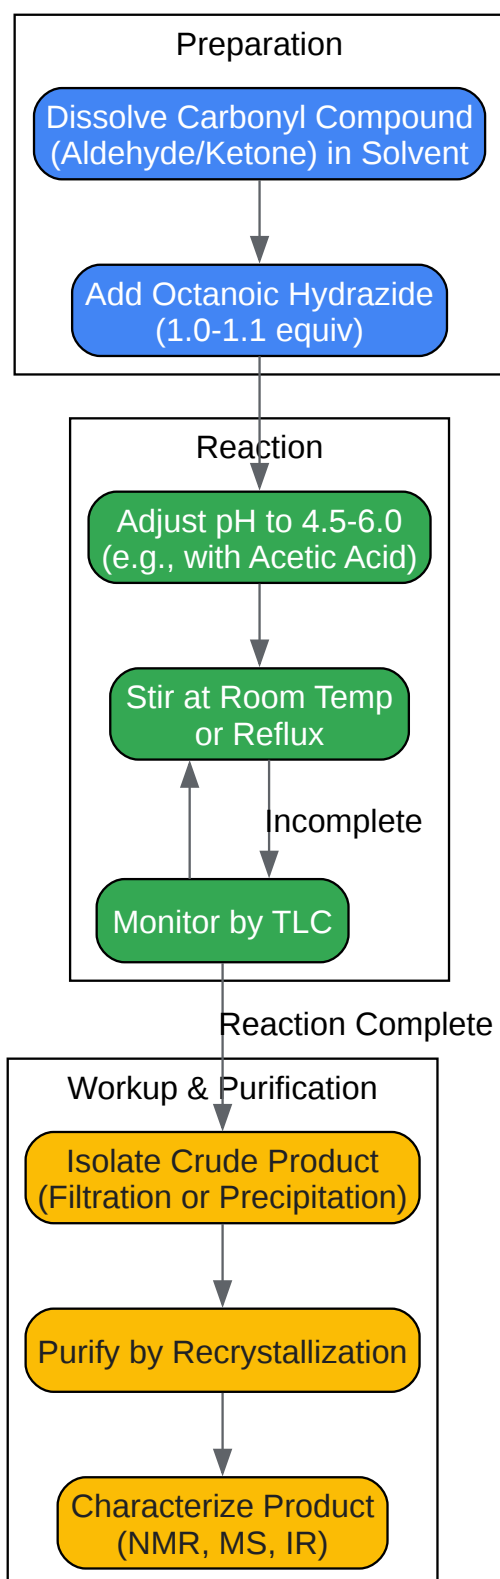 Preparation
Dissolve Carbonyl Compound
(Aldehyde/Ketone) in Solvent
Add Octanoic Hydrazide
(1.0-1.1 equiv)
Reaction
Adjust pH to 4.5-6.0
(e.g., with Acetic Acid)
Stir at Room Temp
or Reflux
Incomplete
Monitor by TLC
Reaction Complete
Workup & Purification
Isolate Crude Product
(Filtration or Precipitation)
Purify by Recrystallization
Characterize Product
(NMR, MS, IR)